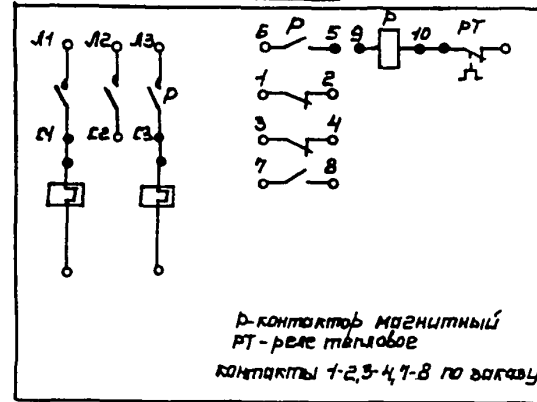 Л1 Л2 Л3 6 Р 5 9 Р 10 РТ
1 2
Р
С1 С2 С3 3 4
7 8
Р-контактор магнитный
РТ-реле тепловое
контакты 1-2,3-4,7-8 по заказу